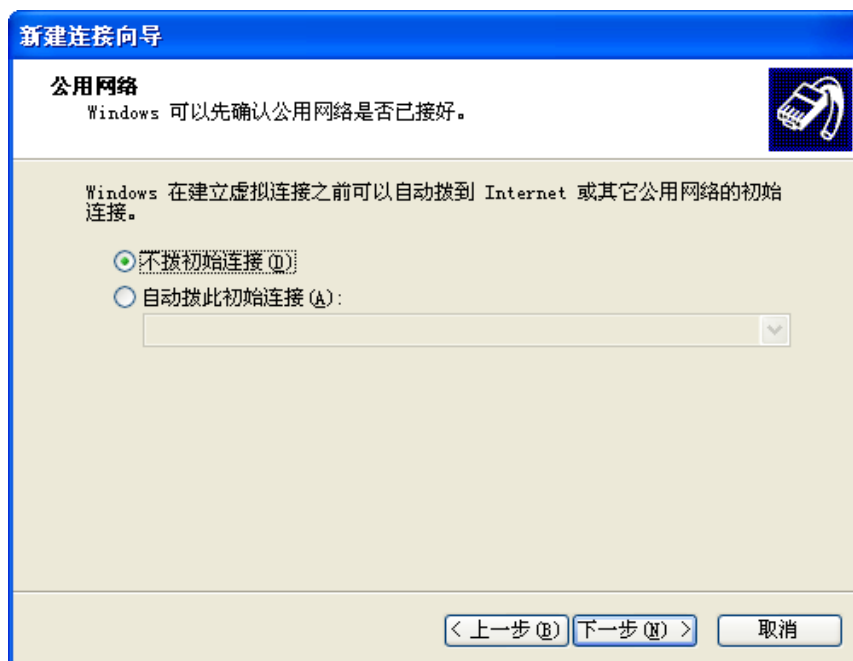 新建连接向导
公用网络
Windows 可以先确认公用网络是否已接好。
Windows 在建立虚拟连接之前可以自动拨到 Internet 或其它公用网络的初始
连接。
不拨初始连接(D)
自动拨此初始连接(A):
< 上一步(B) 下一步(N) > 取消